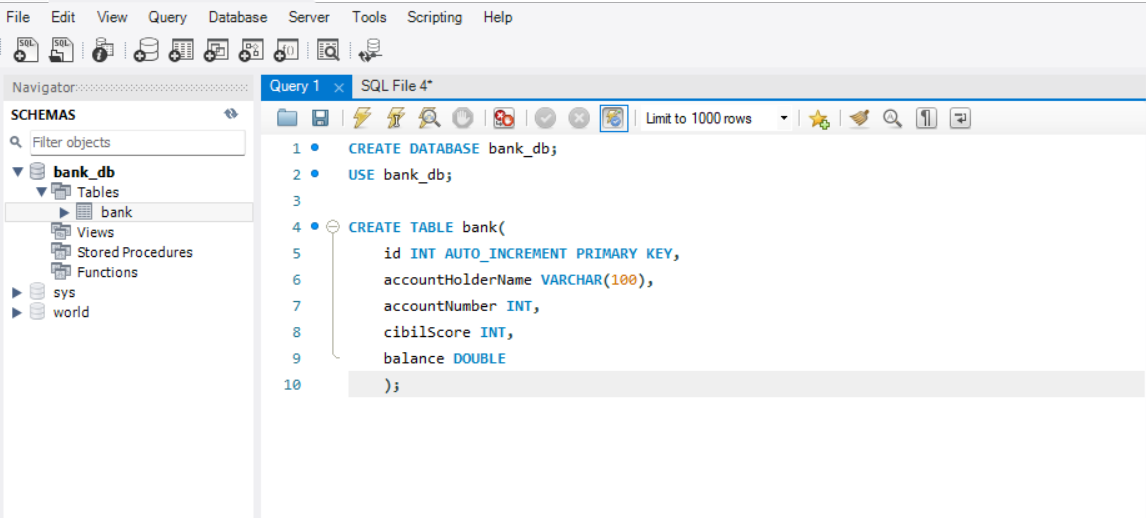 File Edit View Query Database Server Tools Scripting Help
SQL SQL
Navigator
SCHEMAS
Filter objects
bank_db
Tables
bank
Views
Stored Procedures
Functions
sys
world
Query 1 SQL File 4*
Limit to 1000 rows
1 CREATE DATABASE bank_db;
2 USE bank_db;
3
4 CREATE TABLE bank(
5 id INT AUTO_INCREMENT PRIMARY KEY,
6 accountHolderName VARCHAR(100),
7 accountNumber INT,
8 cibilScore INT,
9 balance DOUBLE
10 );